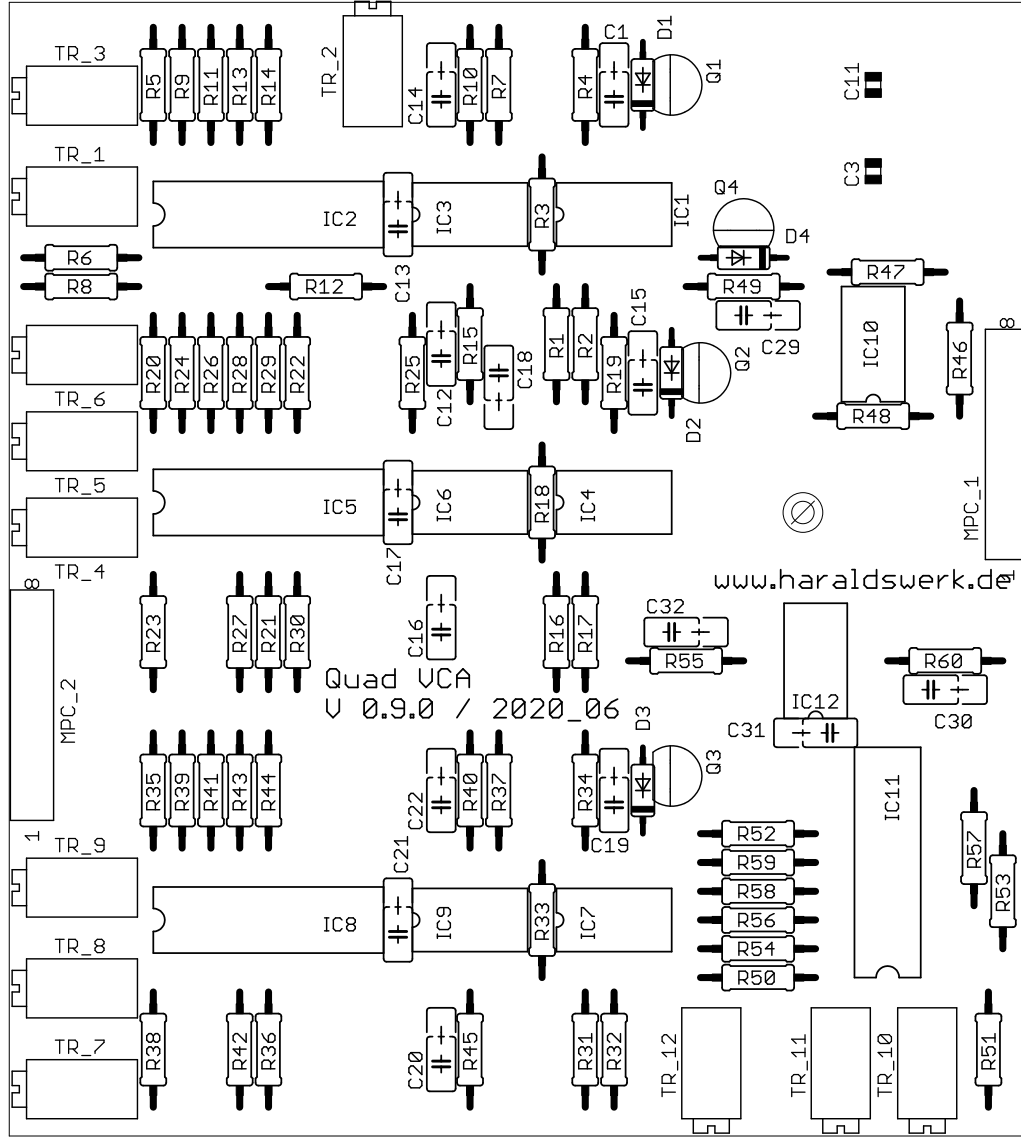 TR_3
R5
R9
R11
R13
R14
TR_2
C14
R10
R7
R4
C1
D1
Q1
C11
TR_1
IC2
C13
IC3
R3
IC1
Q4
D4
C3
R6
R8
R12
R49
C29
R47
IC10
R48
R46
8
MPC_1
1
R20
R24
R26
R28
R29
R22
R25
C12
R15
C18
R1
R2
R19
C15
D2
Q2
TR_6
TR_5
TR_4
IC5
C17
IC6
R18
IC4
www.haraldswerk.de
8
MPC_2
1
R23
R27
R21
R30
C16
R16
R17
C32
R55
R60
C30
Quad VCA
V 0.9.0 / 2020_06
IC12
C31
IC11
R35
R39
R41
R43
R44
C22
R40
R37
R34
C19
D3
Q3
R52
R59
R58
R56
R54
R50
R57
R53
TR_9
TR_8
TR_7
IC8
C21
IC9
R33
IC7
R38
R42
R36
C20
R45
R31
R32
TR_12
TR_11
TR_10
R51